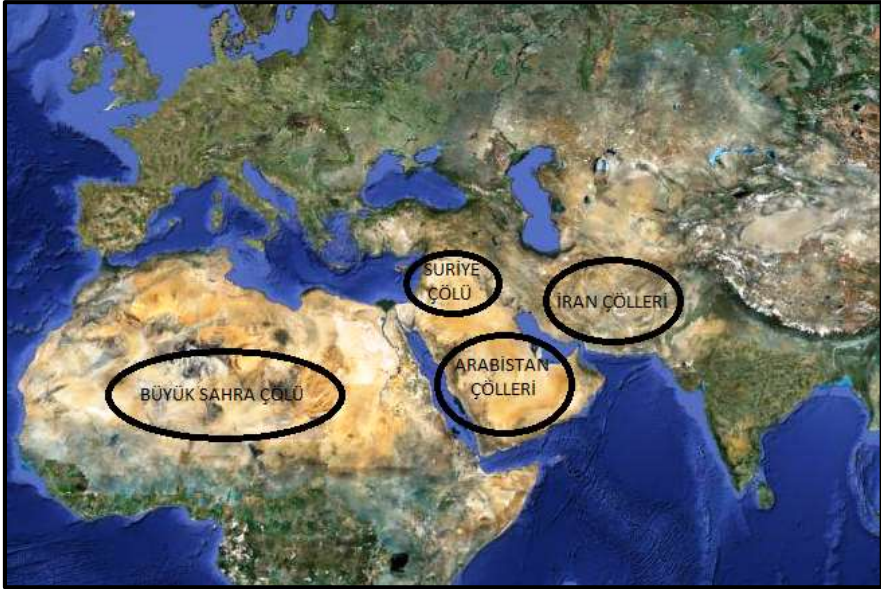 SURİYE
ÇÖLÜ
İRAN ÇÖLLERİ
ARABİSTAN
ÇÖLLERİ
BÜYÜK SAHRA ÇÖLÜ